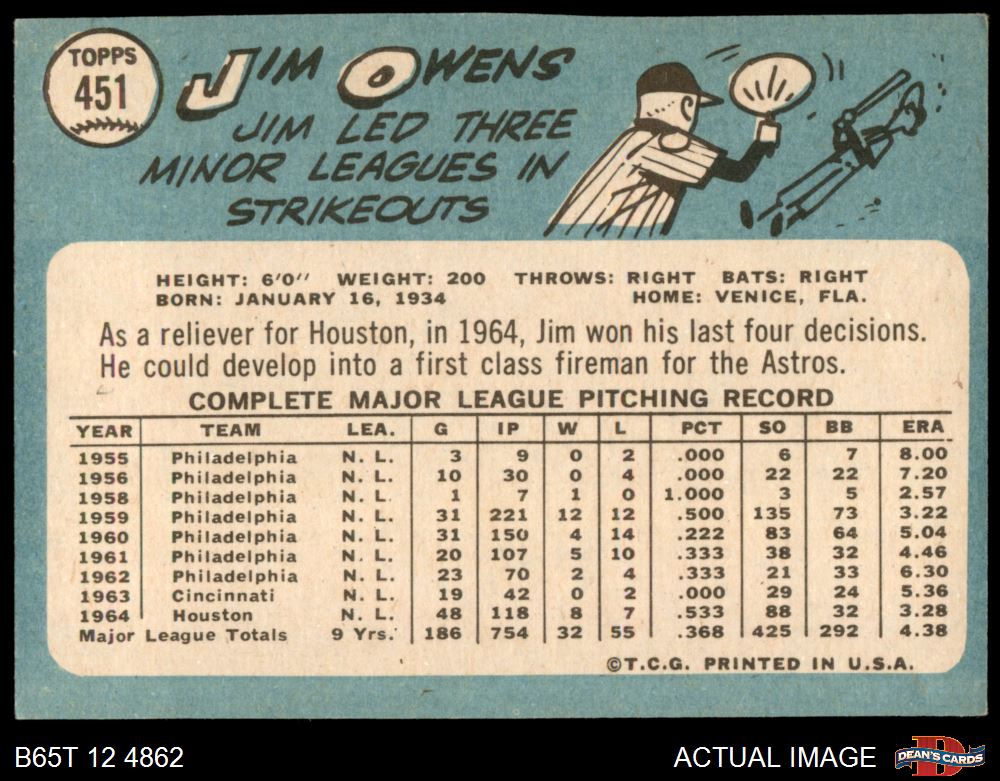 TOPPS
451
JIM OWENS
JIM LED THREE
MINOR LEAGUES IN
STRIKEOUTS
HEIGHT: 6'0" WEIGHT: 200 THROWS: RIGHT BATS: RIGHT
BORN: JANUARY 16, 1934 HOME: VENICE, FLA.
As a reliever for Houston, in 1964, Jim won his last four decisions.
He could develop into a first class fireman for the Astros.
COMPLETE MAJOR LEAGUE PITCHING RECORD
YEAR TEAM LEA. G IP W L PCT SO BB ERA
1955 Philadelphia N. L. 3 9 0 2 .000 6 7 8.00
1956 Philadelphia N. L. 10 30 0 4 .000 22 22 7.20
1958 Philadelphia N. L. 1 7 1 0 1.000 3 5 2.57
1959 Philadelphia N. L. 31 221 12 12 .500 135 73 3.22
1960 Philadelphia N. L. 31 150 4 14 .222 83 64 5.04
1961 Philadelphia N. L. 20 107 5 10 .333 38 32 4.46
1962 Philadelphia N. L. 23 70 2 4 .333 21 33 6.30
1963 Cincinnati N. L. 19 42 0 2 .000 29 24 5.36
1964 Houston N. L. 48 118 8 7 .533 88 32 3.28
Major League Totals 9 Yrs. 186 754 32 55 .368 425 292 4.38
©T.C.G. PRINTED IN U.S.A.
B65T 12 4862 ACTUAL IMAGE DEAN'S CARDS